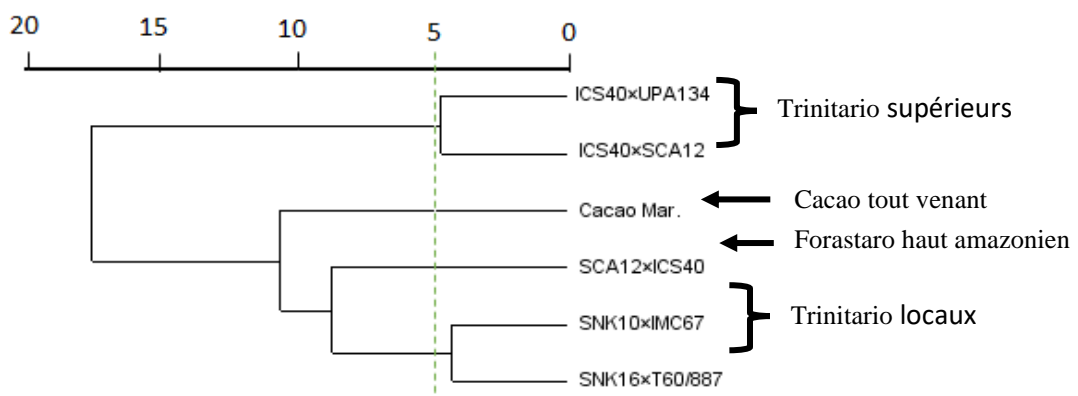 20 15 10 5 0
ICS40×UPA134
Trinitario supérieurs
ICS40×SCA12
Cacao Mar.
Cacao tout venant
Forastaro haut amazonien
SCA12×ICS40
SNK10×IMC67
Trinitario locaux
SNK16×T60/887